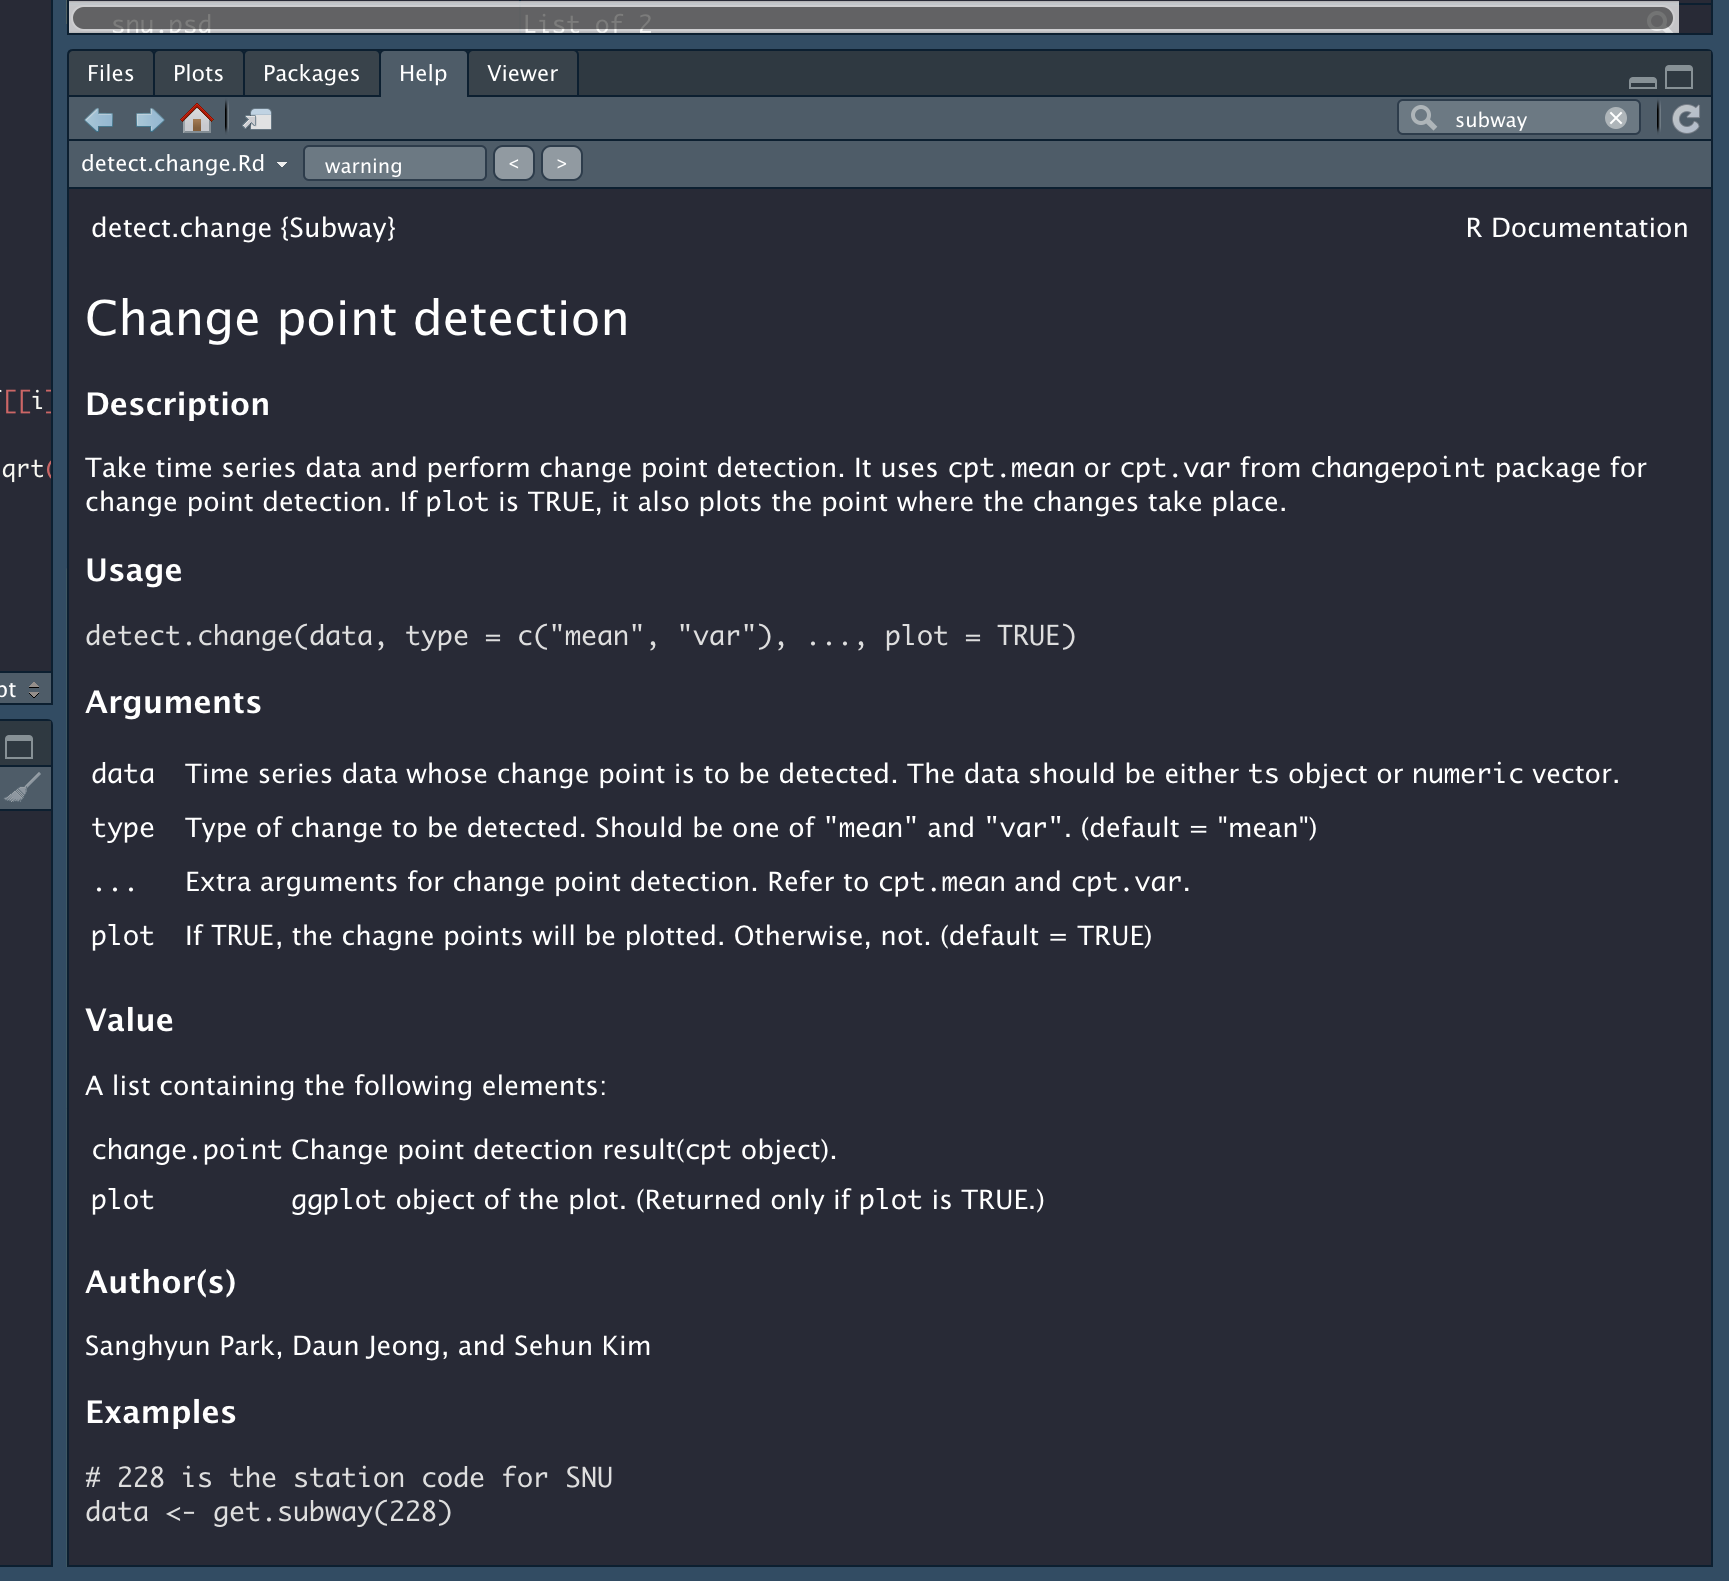 snu.psd List of 2
Files Plots Packages Help Viewer
subway
detect.change.Rd warning < >
detect.change {Subway} R Documentation
Change point detection
[[i]
Description
qrt(
Take time series data and perform change point detection. It uses cpt.mean or cpt.var from changepoint package for
change point detection. If plot is TRUE, it also plots the point where the changes take place.
Usage
detect.change(data, type = c("mean", "var"), ..., plot = TRUE)
pt
Arguments
data Time series data whose change point is to be detected. The data should be either ts object or numeric vector.
type Type of change to be detected. Should be one of "mean" and "var". (default = "mean")
... Extra arguments for change point detection. Refer to cpt.mean and cpt.var.
plot If TRUE, the chagne points will be plotted. Otherwise, not. (default = TRUE)
Value
A list containing the following elements:
change.point Change point detection result(cpt object).
plot ggplot object of the plot. (Returned only if plot is TRUE.)
Author(s)
Sanghyun Park, Daun Jeong, and Sehun Kim
Examples
# 228 is the station code for SNU
data <- get.subway(228)